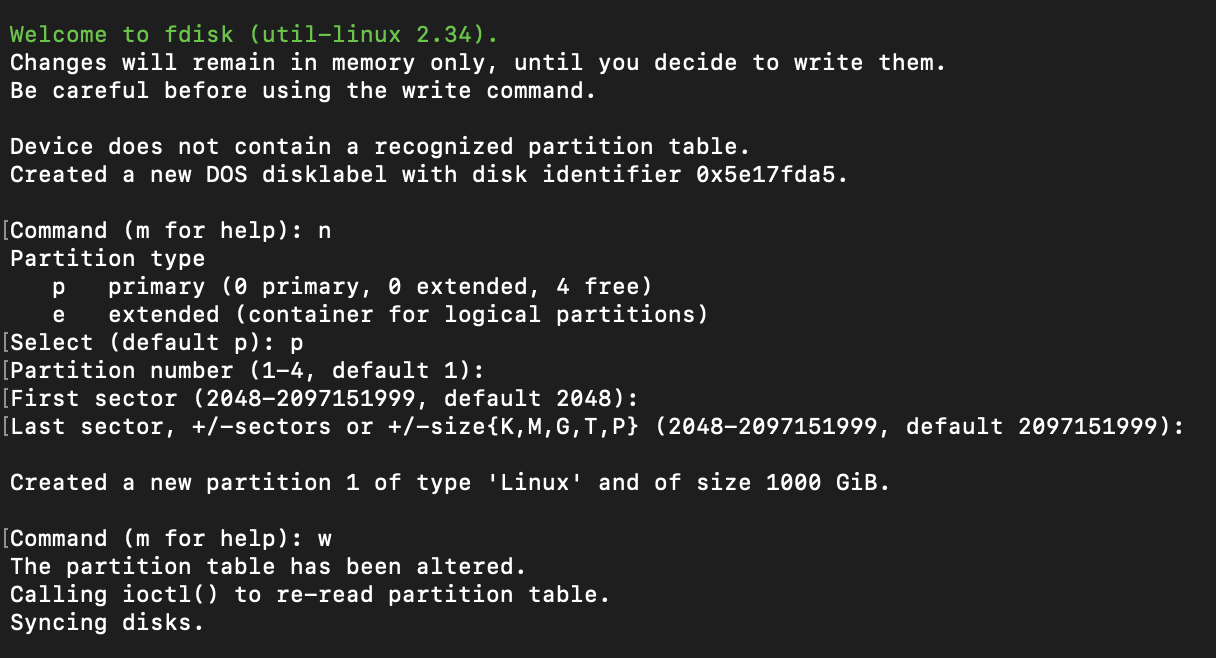 Welcome to fdisk (util-linux 2.34).
Changes will remain in memory only, until you decide to write them.
Be careful before using the write command.

Device does not contain a recognized partition table.
Created a new DOS disklabel with disk identifier 0x5e17fda5.

[Command (m for help): n
Partition type
   p   primary (0 primary, 0 extended, 4 free)
   e   extended (container for logical partitions)
[Select (default p): p
[Partition number (1-4, default 1):
[First sector (2048-2097151999, default 2048):
[Last sector, +/-sectors or +/-size{K,M,G,T,P} (2048-2097151999, default 2097151999):

Created a new partition 1 of type 'Linux' and of size 1000 GiB.

[Command (m for help): w
The partition table has been altered.
Calling ioctl() to re-read partition table.
Syncing disks.